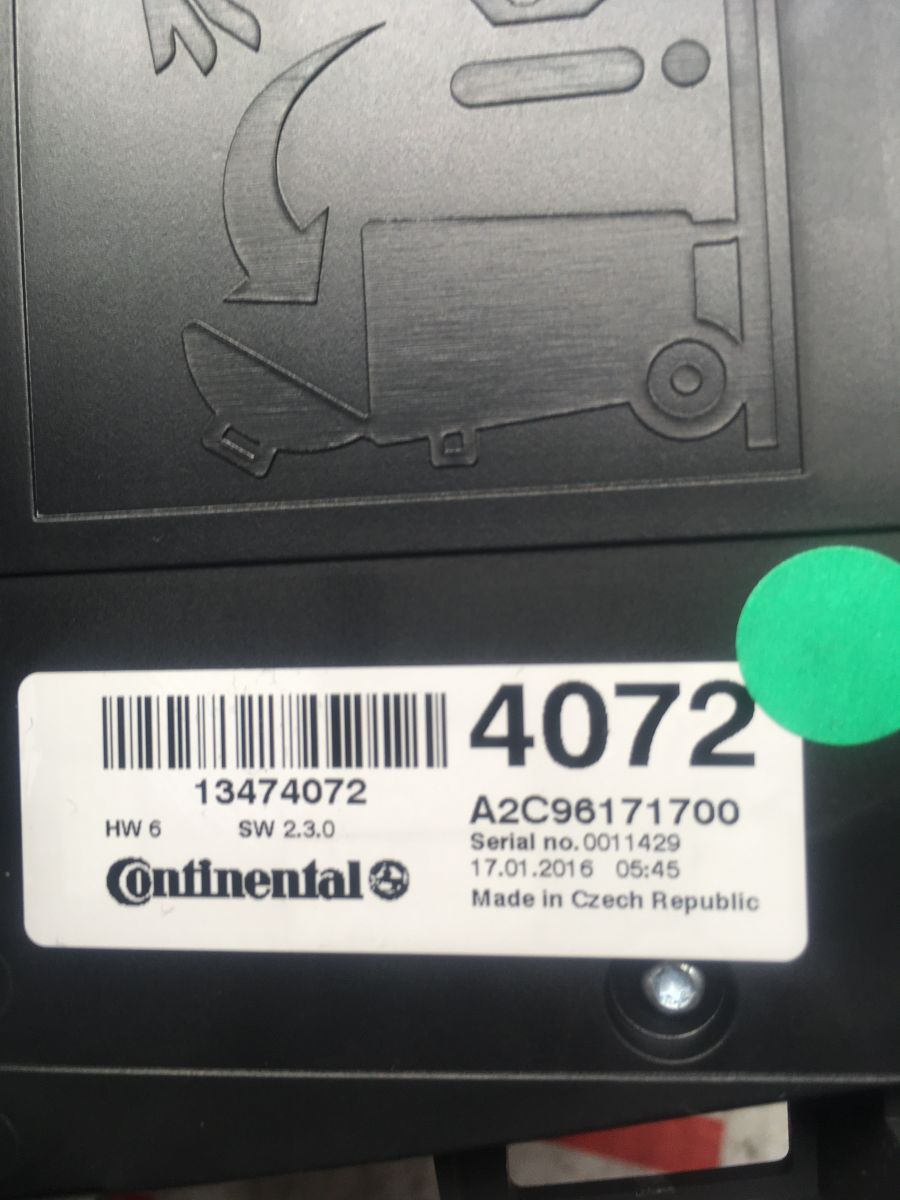 4072
13474072
A2C96171700
HW 6 SW 2.3.0
Serial no. 0011429
17.01.2016 05:45
Continental
Made in Czech Republic